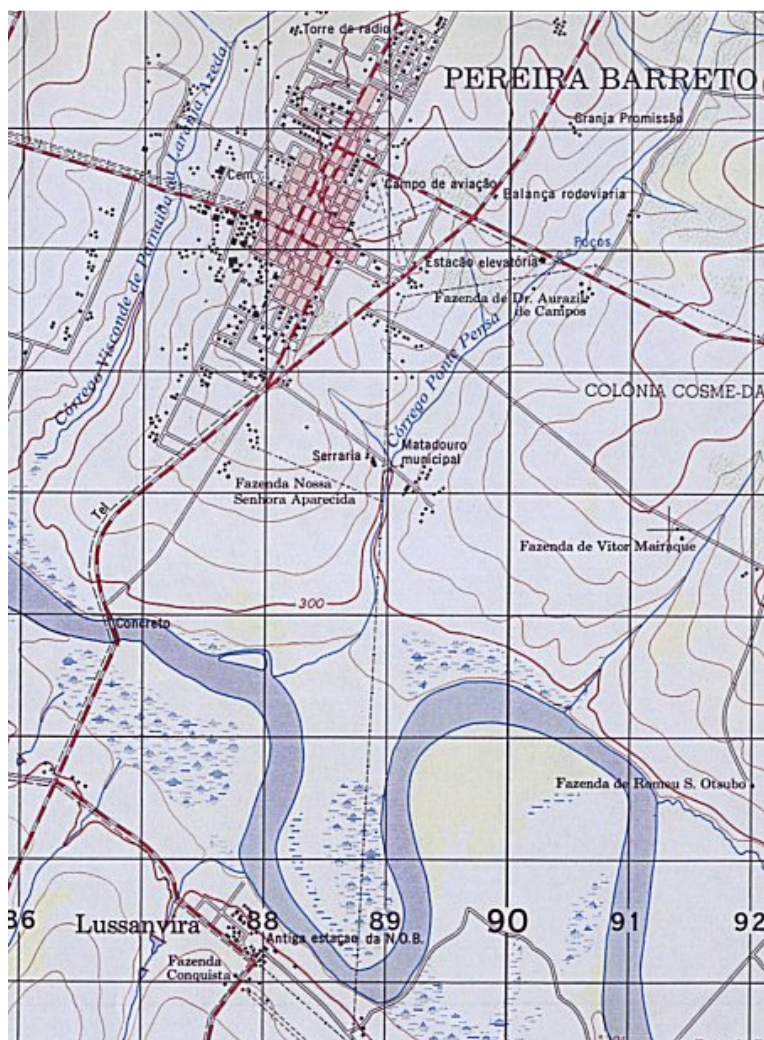 Torre de radio
PEREIRA BARRETO
Granja Promissão
Córrego Visconde de Parnaíba ou Laranja Azeda
Cem
Campo de aviação
Balança rodoviaria
Poços
Estacão elevatória
Fazenda de Dr. Aurazil
de Campos
Córrego Ponte Pensa
COLÔNIA COSME-DA
Serraria
Matadouro
municipal
Fazenda Nossa
Senhora Aparecida
Tel
Fazenda de Vitor Mairaque
300
Concreto
Fazenda de Romeu S. Otsubo
86
Lussanvira
88
89
90
91
92
Antiga estação da N.O.B.
Fazenda
Conquista